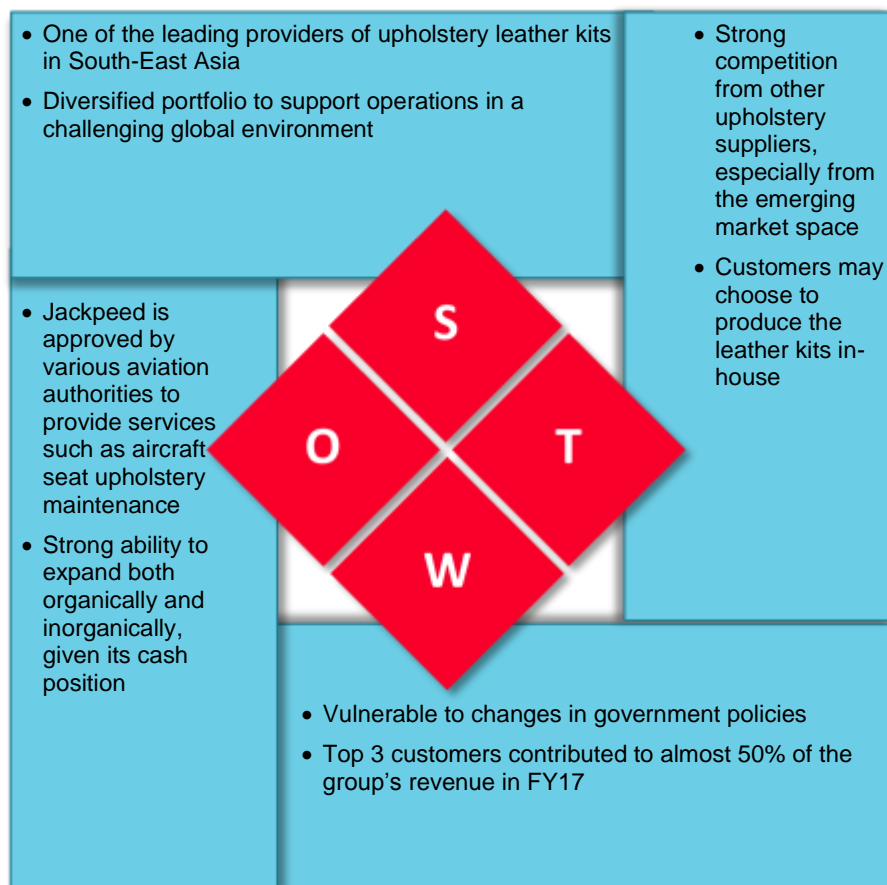 • One of the leading providers of upholstery leather kits
in South-East Asia
• Diversified portfolio to support operations in a
challenging global environment
• Strong
competition
from other
upholstery
suppliers,
especially from
the emerging
market space
• Customers may
choose to
produce the
leather kits in-
house
• Jackpeed is
approved by
various aviation
authorities to
provide services
such as aircraft
seat upholstery
maintenance
• Strong ability to
expand both
organically and
inorganically,
given its cash
position
S
O
T
W
• Vulnerable to changes in government policies
• Top 3 customers contributed to almost 50% of the
group's revenue in FY17